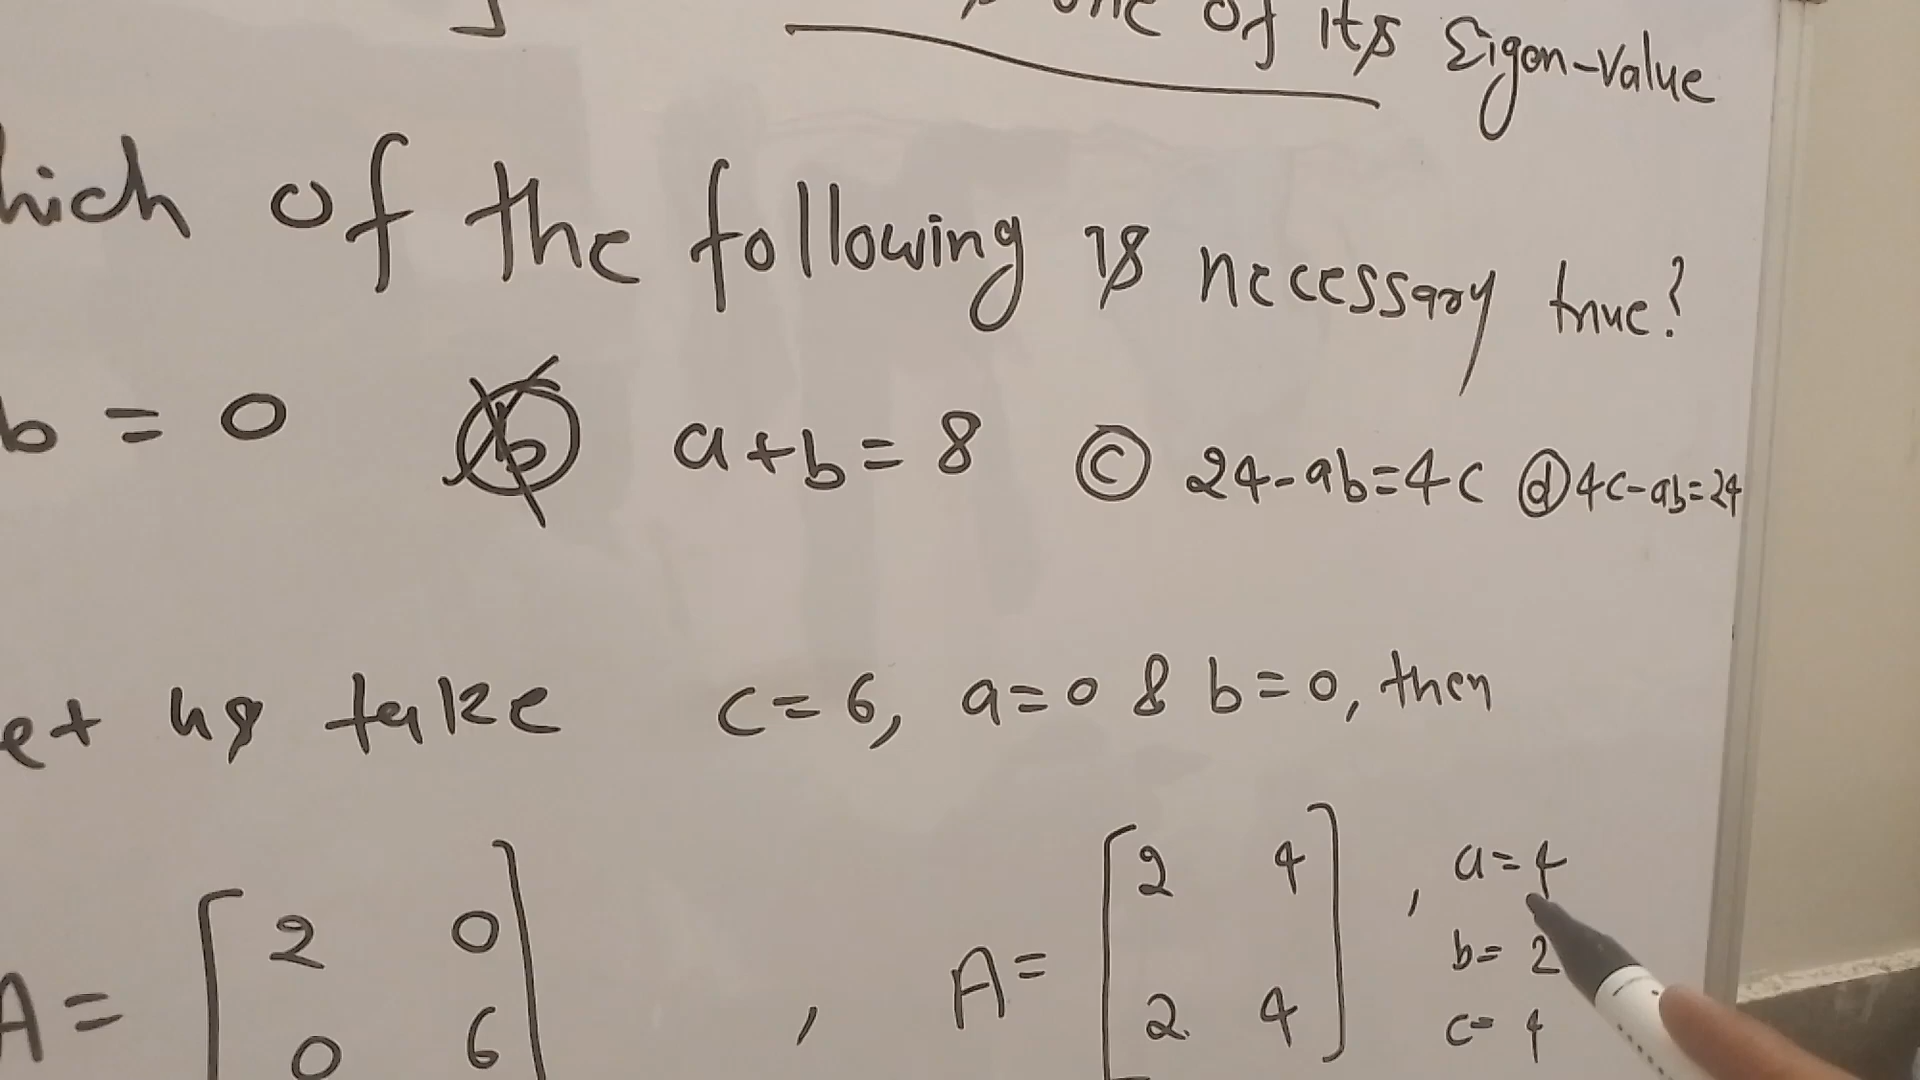 one of its Eigen-value
hich of the following is necessary true?
b = 0 (b) a+b=8 (c) 24-ab=4c (d) 4c-ab=24
et us take c=6, a=0 & b=0, then
A= [2 0 , A= [2 4 , a=4
0 6] 2 4] b=2
c=4